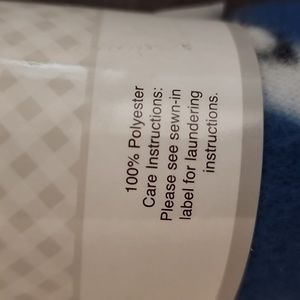 100% Polyester
Care Instructions:
Please see sewn-in
label for laundering
instructions.